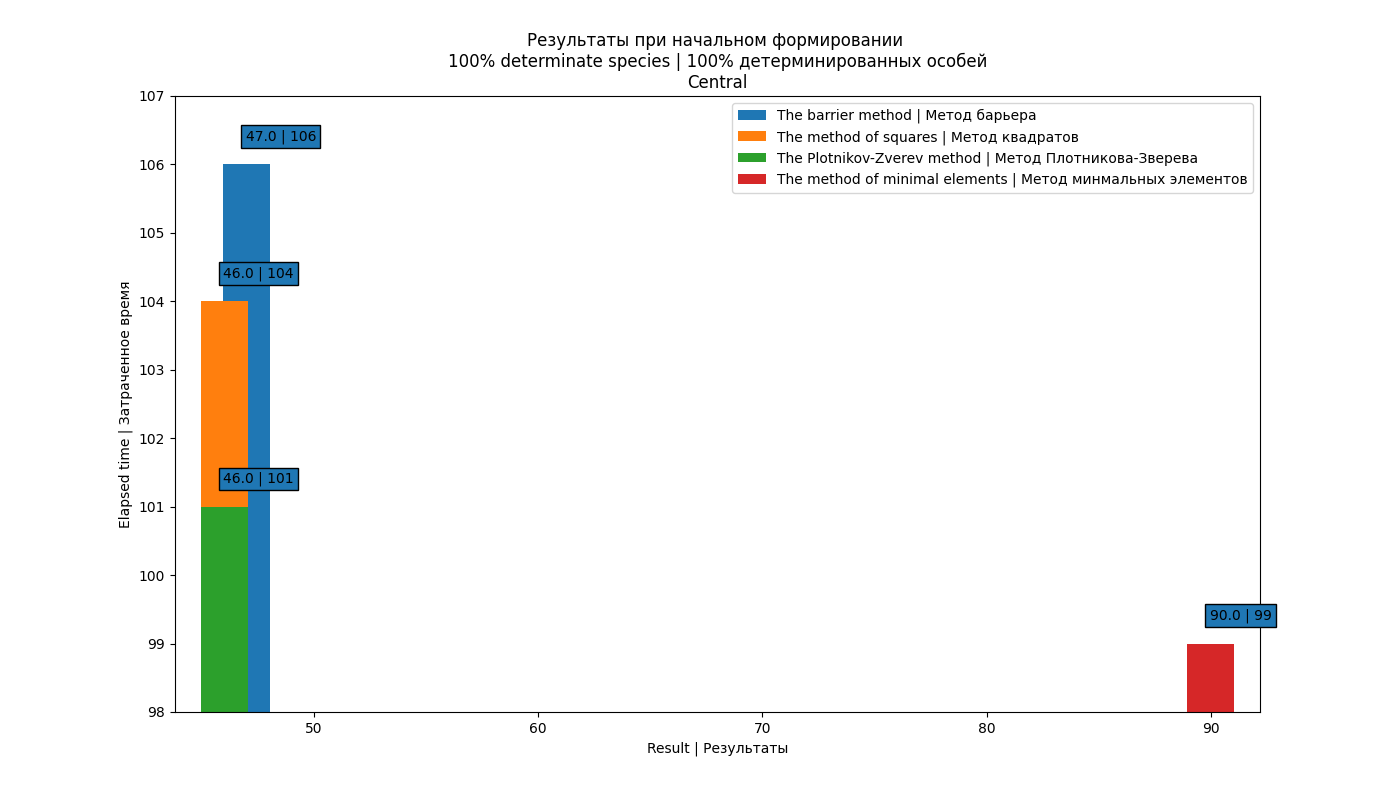 Результаты при начальном формировании
100% determinate species | 100% детерминированных особей
Central
The barrier method | Метод барьера
The method of squares | Метод квадратов
The Plotnikov-Zverev method | Метод Плотникова-Зверева
The method of minimal elements | Метод минмальных элементов
47.0 | 106
46.0 | 104
46.0 | 101
90.0 | 99
Elapsed time | Затраченное время
107
106
105
104
103
102
101
100
99
98
50 60 70 80 90
Result | Результаты